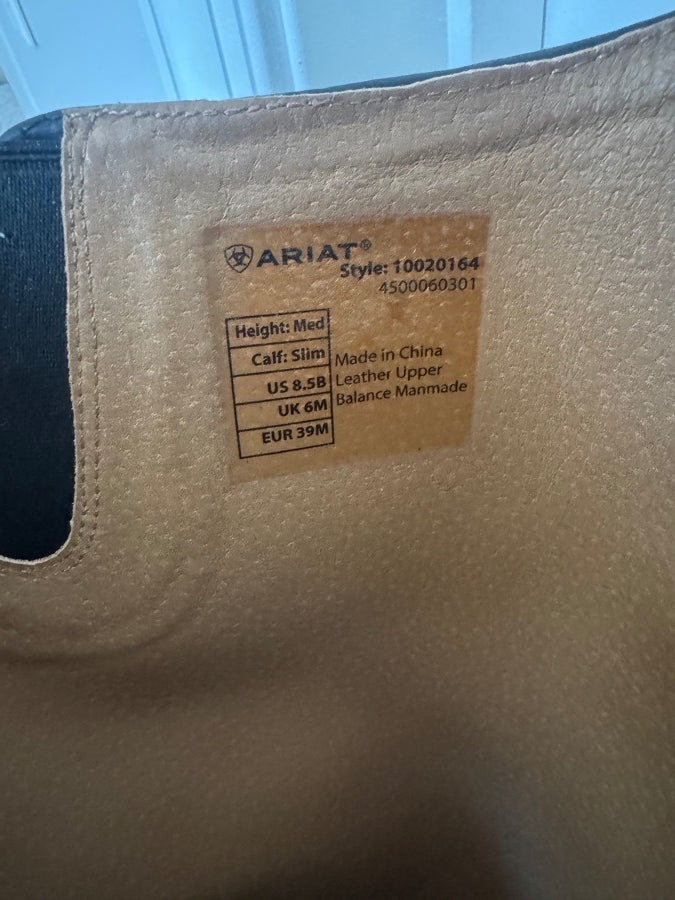 ARIAT®
Style: 10020164
4500060301
Height: Med
Calf: Slim
US 8.5B
UK 6M
EUR 39M
Made in China
Leather Upper
Balance Manmade